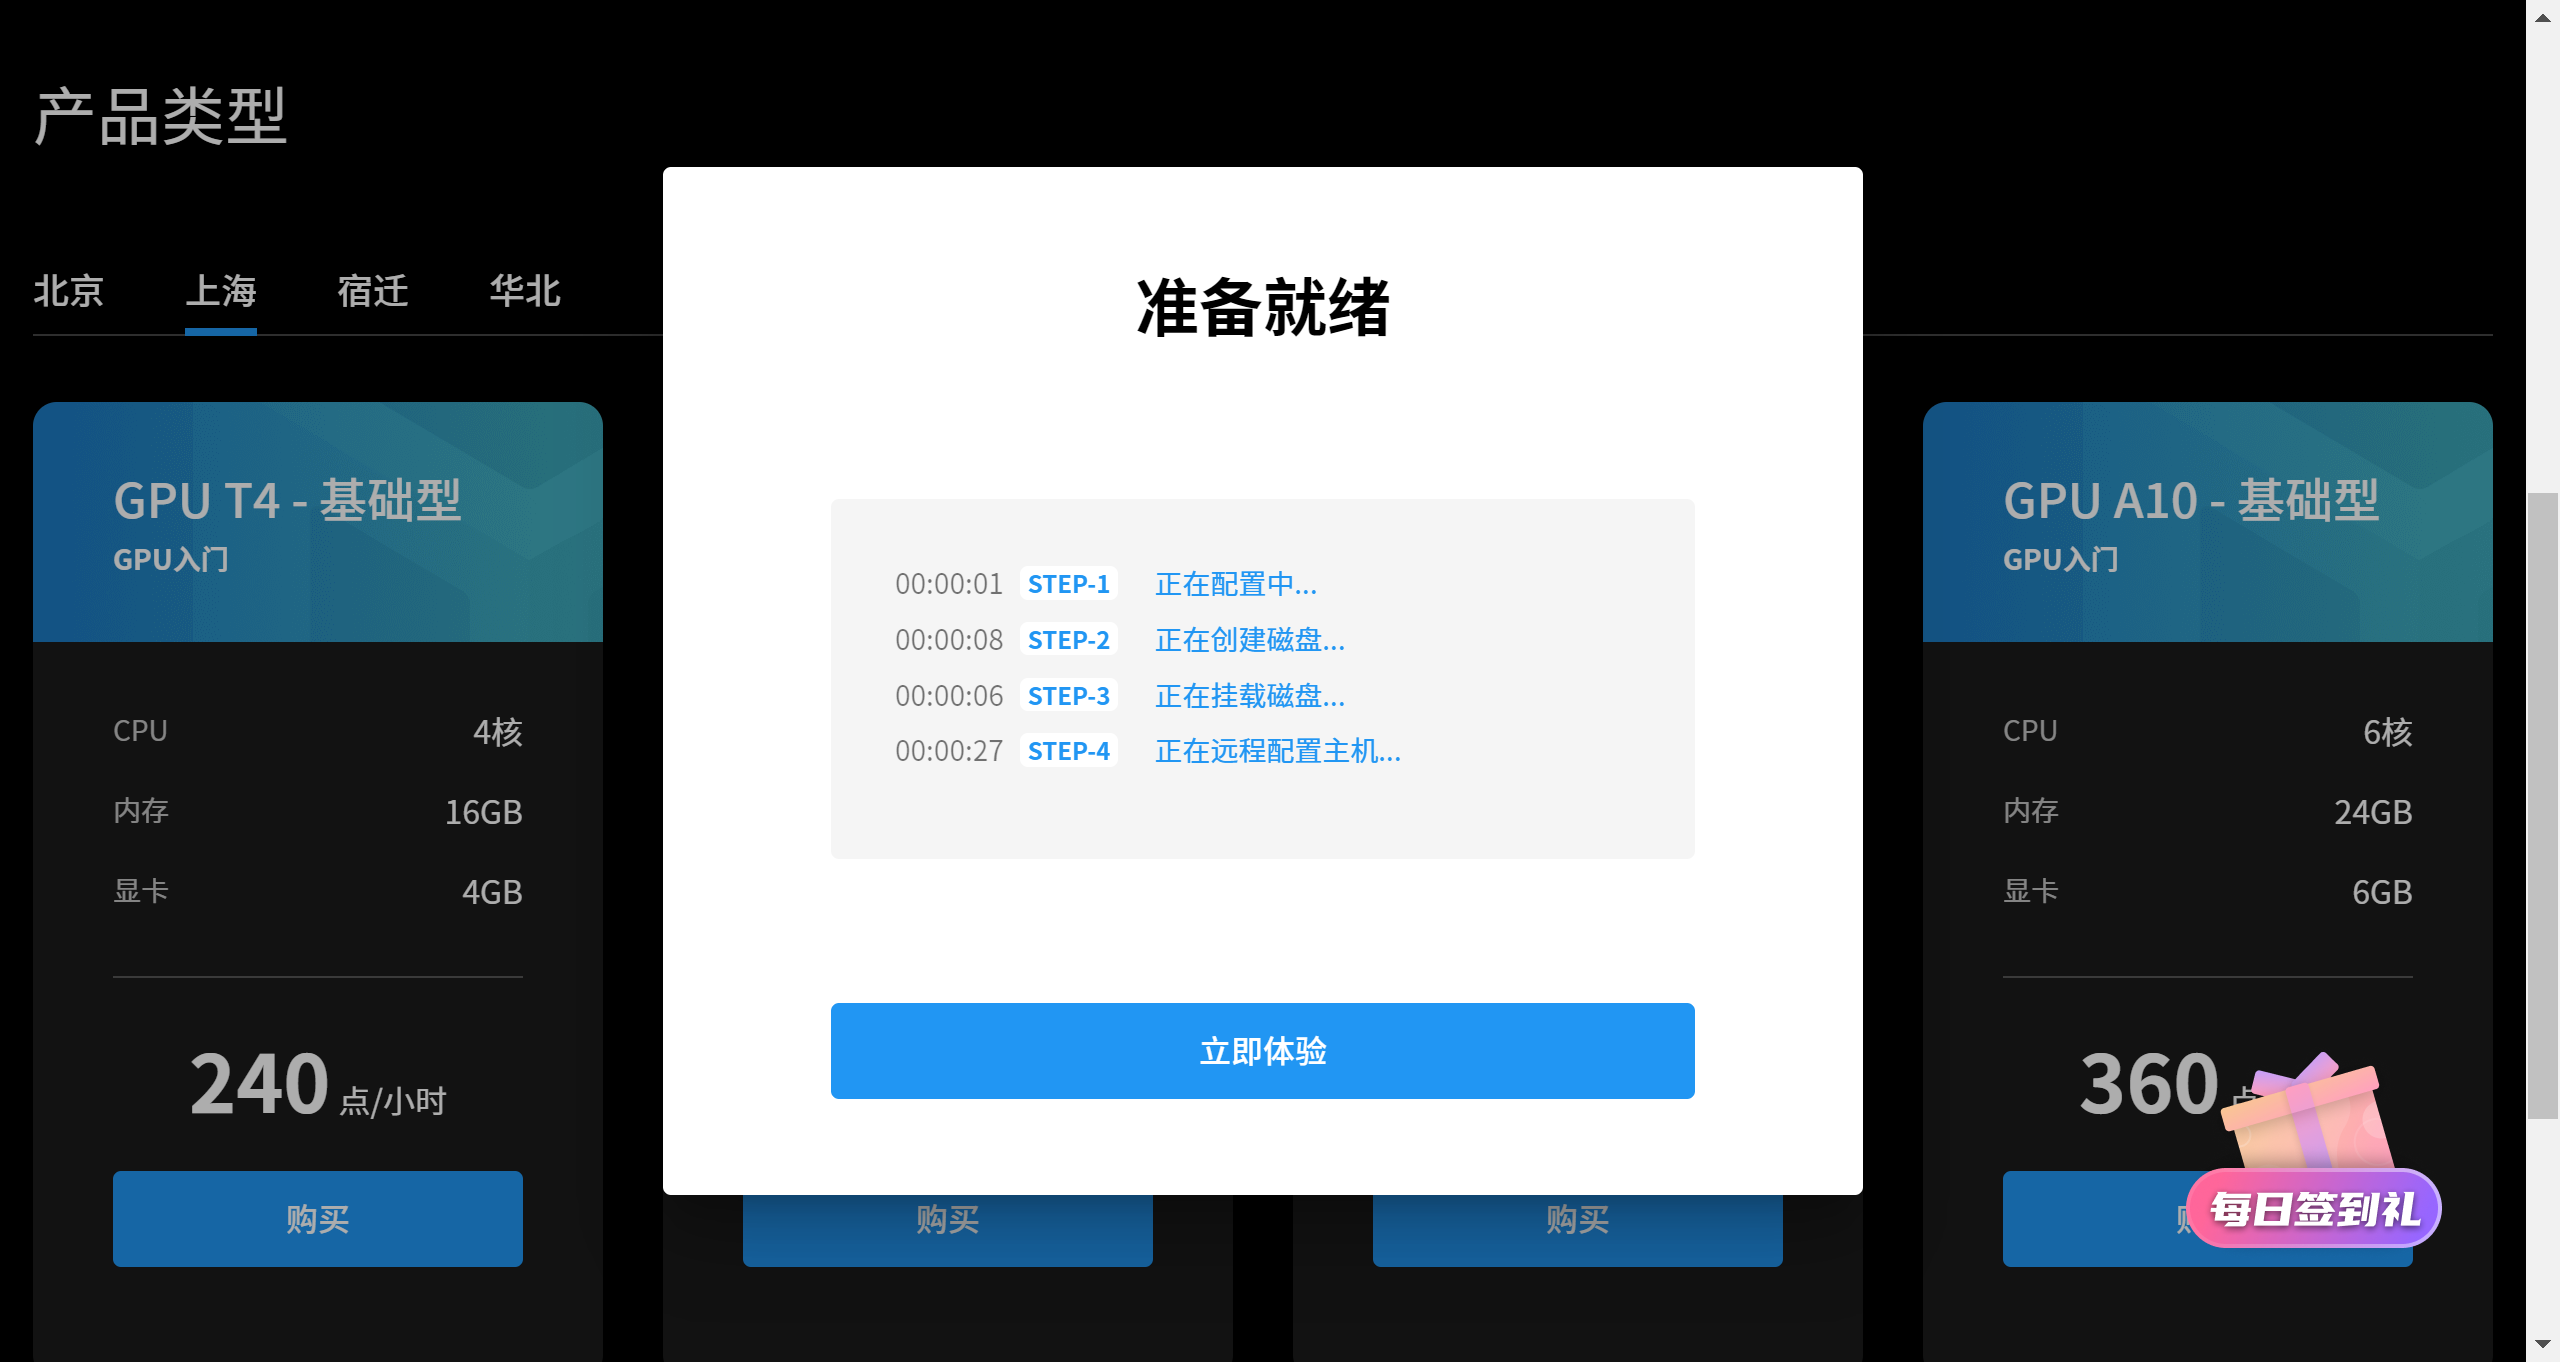 产品类型
北京 上海 宿迁 华北
GPU T4 - 基础型
GPU入门
CPU 4核
内存 16GB
显卡 4GB
240 点/小时
购买
准备就绪
00:00:01 STEP-1 正在配置中...
00:00:08 STEP-2 正在创建磁盘...
00:00:06 STEP-3 正在挂载磁盘...
00:00:27 STEP-4 正在远程配置主机...
立即体验
购买
购买
GPU A10 - 基础型
GPU入门
CPU 6核
内存 24GB
显卡 6GB
360
每日签到礼